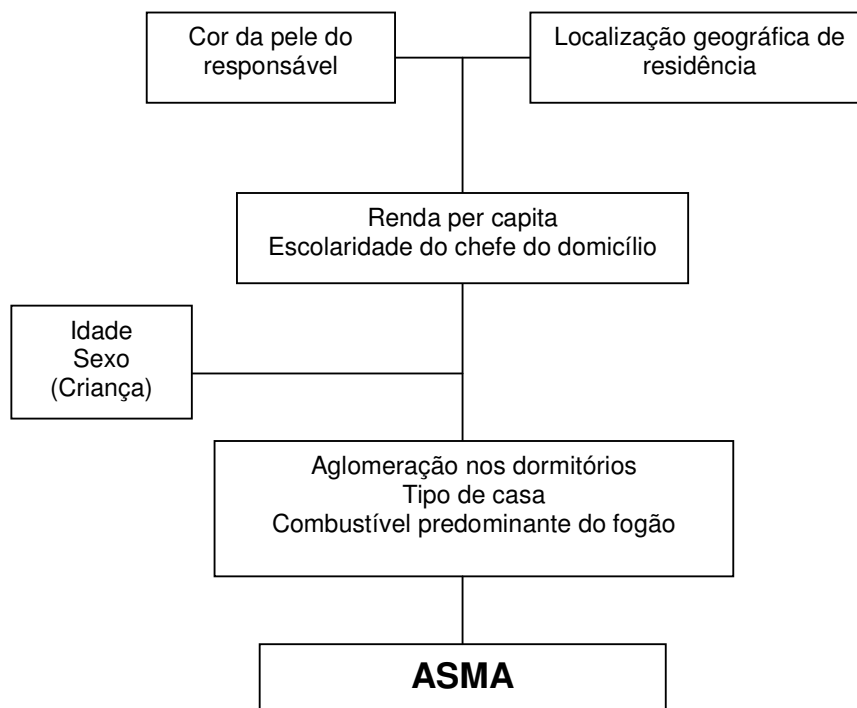 Cor da pele do
responsável
Localização geográfica de
residência
Renda per capita
Escolaridade do chefe do domicílio
Idade
Sexo
(Criança)
Aglomeração nos dormitórios
Tipo de casa
Combustível predominante do fogão
ASMA